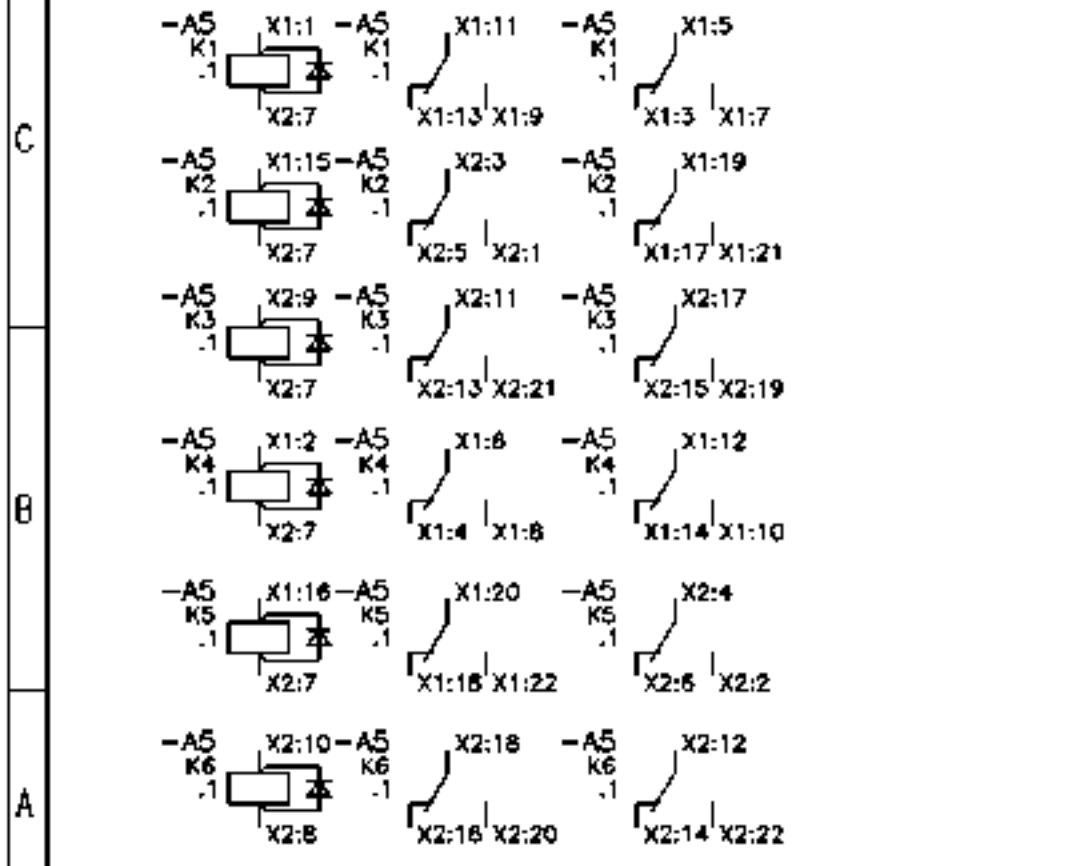 -A5 X1:1 -A5 X1:11 -A5 X1:5
K1 K1 K1
.1 .1 .1
X2:7 X1:13 X1:9 X1:3 X1:7
C
-A5 X1:15 -A5 X2:3 -A5 X1:19
K2 K2 K2
.1 .1 .1
X2:7 X2:5 X2:1 X1:17 X1:21
-A5 X2:9 -A5 X2:11 -A5 X2:17
K3 K3 K3
.1 .1 .1
X2:7 X2:13 X2:21 X2:15 X2:19
-A5 X1:2 -A5 X1:6 -A5 X1:12
K4 K4 K4
.1 .1 .1
B
X2:7 X1:4 X1:8 X1:14 X1:10
-A5 X1:16 -A5 X1:20 -A5 X2:4
K5 K5 K5
.1 .1 .1
X2:7 X1:18 X1:22 X2:6 X2:2
-A5 X2:10 -A5 X2:18 -A5 X2:12
K6 K6 K6
.1 .1 .1
A
X2:8 X2:16 X2:20 X2:14 X2:22